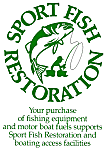 SPORT FISH
RESTORATION
Your purchase
of fishing equipment
and motor boat fuels supports
Sport Fish Restoration and
boating access facilities